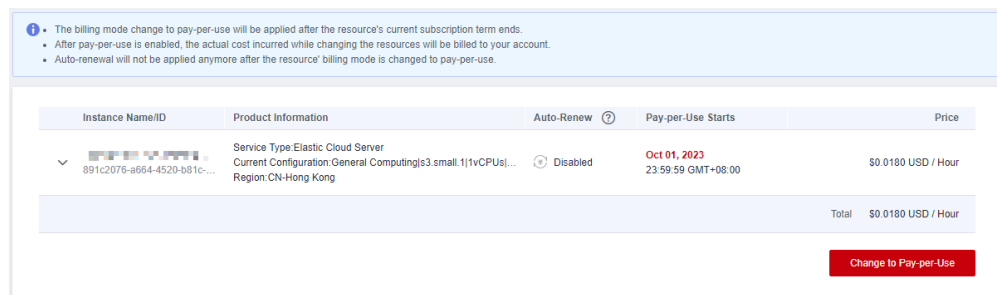 The billing mode change to pay-per-use will be applied after the resource's current subscription term ends.
After pay-per-use is enabled, the actual cost incurred while changing the resources will be billed to your account.
Auto-renewal will not be applied anymore after the resource' billing mode is changed to pay-per-use.
Instance Name/ID Product Information Auto-Renew ? Pay-per-Use Starts Price
Service Type:Elastic Cloud Server
891c2076-a664-4520-b81c-... Current Configuration:General Computing|s3.small.1|1vCPUs|... Disabled Oct 01, 2023 $0.0180 USD / Hour
Region:CN-Hong Kong 23:59:59 GMT+08:00
Total $0.0180 USD / Hour
Change to Pay-per-Use